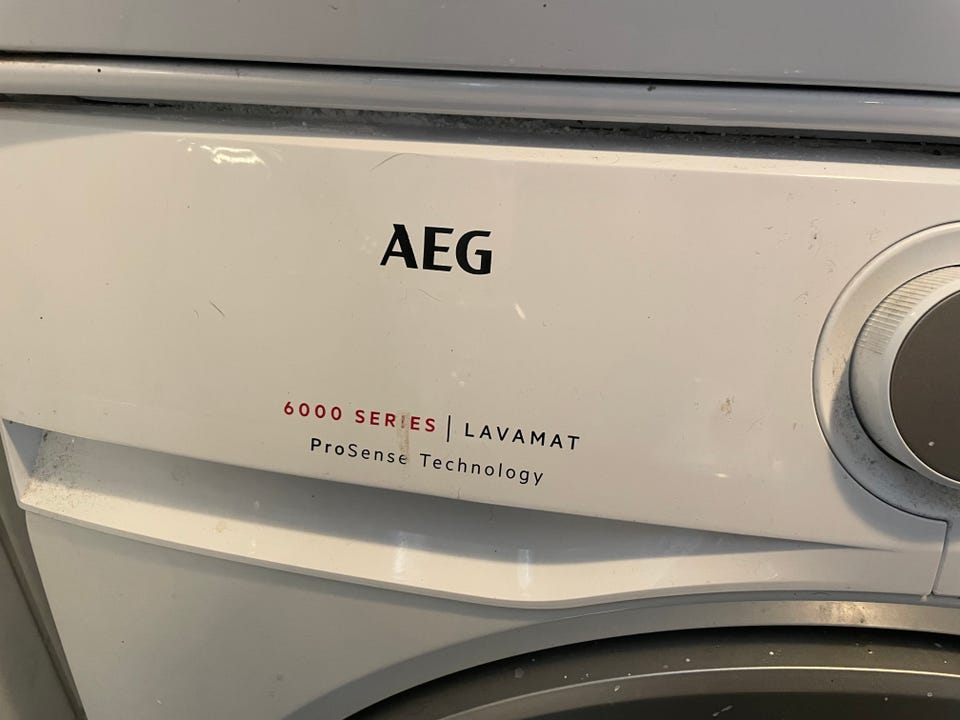 AEG
6000 SERIES | LAVAMAT
ProSense Technology